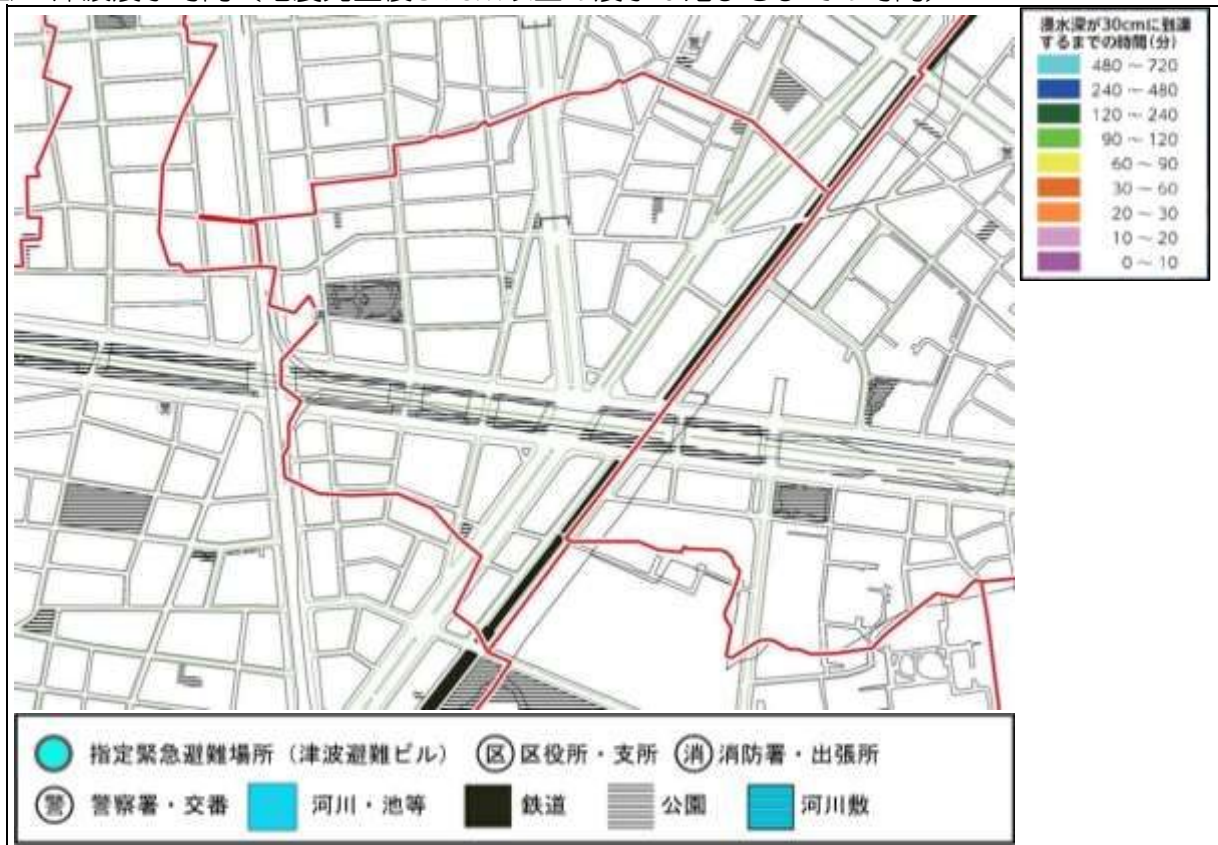 浸水深が30cmに到達
するまでの時間(分)
480 ～ 720
240 ～ 480
120 ～ 240
90 ～ 120
60 ～ 90
30 ～ 60
20 ～ 30
10 ～ 20
0 ～ 10
指定緊急避難場所（津波避難ビル） 区 区役所・支所 消 消防署・出張所
警 警察署・交番 河川・池等 鉄道 公園 河川敷